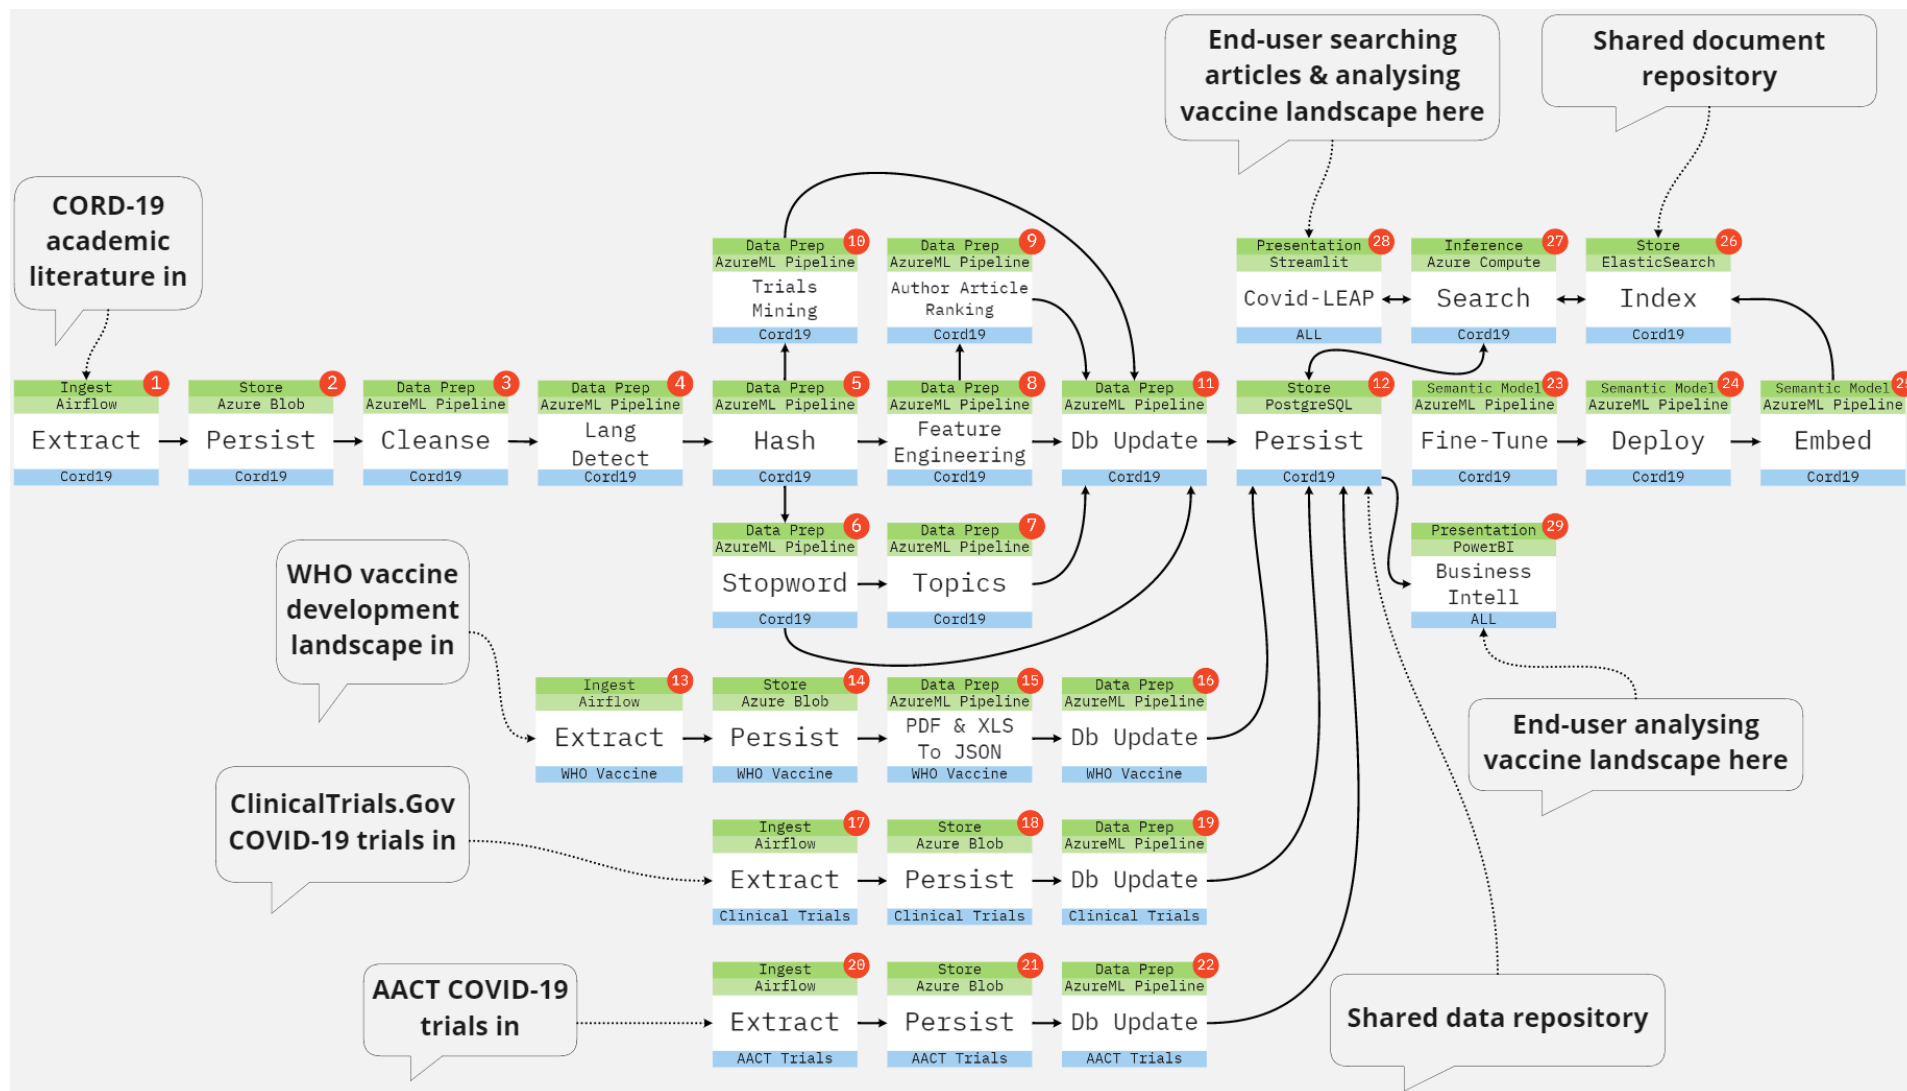 End-user searching
articles & analysing
vaccine landscape here
Shared document
repository
CORD-19
academic
literature in
Data Prep
10
AzureML Pipeline
Trials
Mining
Cord19
Data Prep
9
AzureML Pipeline
Author Article
Ranking
Cord19
Presentation
28
Streamlit
Covid-LEAP
ALL
Inference
27
Azure Compute
Search
Cord19
Store
26
ElasticSearch
Index
Cord19
Ingest
1
Airflow
Extract
Cord19
Store
2
Azure Blob
Persist
Cord19
Data Prep
3
AzureML Pipeline
Cleanse
Cord19
Data Prep
4
AzureML Pipeline
Lang
Detect
Cord19
Data Prep
5
AzureML Pipeline
Hash
Cord19
Data Prep
8
AzureML Pipeline
Feature
Engineering
Cord19
Data Prep
11
AzureML Pipeline
Db Update
Cord19
Store
12
PostgreSQL
Persist
Cord19
Semantic Model
23
AzureML Pipeline
Fine-Tune
Cord19
Semantic Model
24
AzureML Pipeline
Deploy
Cord19
Semantic Model
25
AzureML Pipeline
Embed
Cord19
Data Prep
6
AzureML Pipeline
Stopword
Cord19
Data Prep
7
AzureML Pipeline
Topics
Cord19
Presentation
29
PowerBI
Business
Intell
ALL
WHO vaccine
development
landscape in
Ingest
13
Airflow
Extract
WHO Vaccine
Store
14
Azure Blob
Persist
WHO Vaccine
Data Prep
15
AzureML Pipeline
PDF & XLS
To JSON
WHO Vaccine
Data Prep
16
AzureML Pipeline
Db Update
WHO Vaccine
End-user analysing
vaccine landscape here
ClinicalTrials.Gov
COVID-19 trials in
Ingest
17
Airflow
Extract
Clinical Trials
Store
18
Azure Blob
Persist
Clinical Trials
Data Prep
19
AzureML Pipeline
Db Update
Clinical Trials
AACT COVID-19
trials in
Ingest
20
Airflow
Extract
AACT Trials
Store
21
Azure Blob
Persist
AACT Trials
Data Prep
22
AzureML Pipeline
Db Update
AACT Trials
Shared data repository